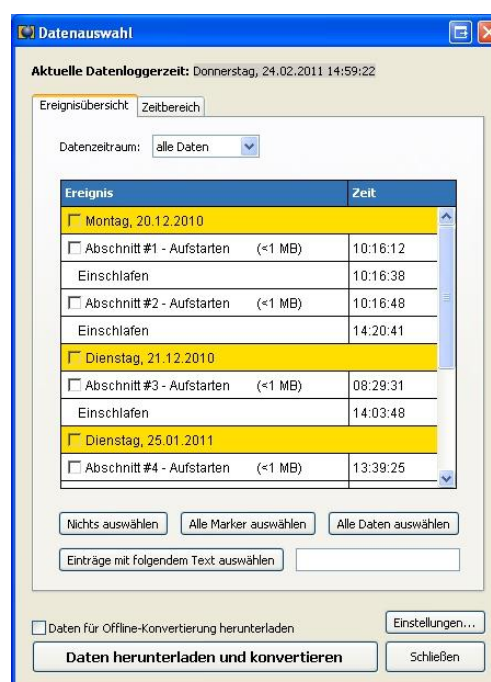 Datenauswahl
Aktuelle Datenloggerzeit: Donnerstag, 24.02.2011 14:59:22
Ereignisübersicht Zeitbereich
Datenzeitraum: alle Daten
Ereignis Zeit
Montag, 20.12.2010
Abschnitt #1 - Aufstarten (<1 MB) 10:16:12
Einschlafen 10:16:38
Abschnitt #2 - Aufstarten (<1 MB) 10:16:48
Einschlafen 14:20:41
Dienstag, 21.12.2010
Abschnitt #3 - Aufstarten (<1 MB) 08:29:31
Einschlafen 14:03:48
Dienstag, 25.01.2011
Abschnitt #4 - Aufstarten (<1 MB) 13:39:25
Nichts auswählen Alle Marker auswählen Alle Daten auswählen
Einträge mit folgendem Text auswählen
Daten für Offline-Konvertierung herunterladen Einstellungen...
Daten herunterladen und konvertieren Schließen